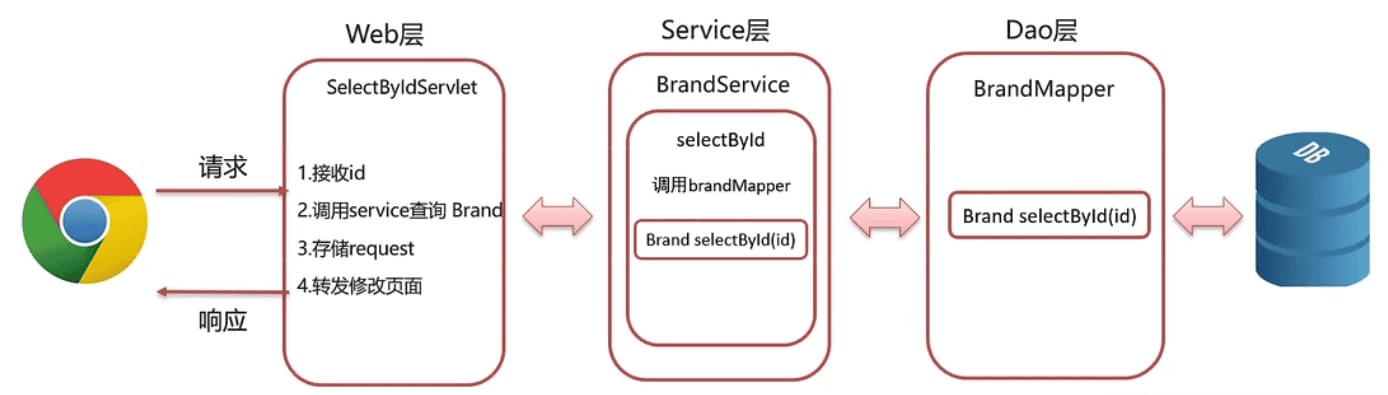 Web层
SelectByIdServlet
请求
1.接收id
2.调用service查询 Brand
3.存储request
4.转发修改页面
响应
Service层
BrandService
selectById
调用brandMapper
Brand selectById(id)
Dao层
BrandMapper
Brand selectById(id)
DB